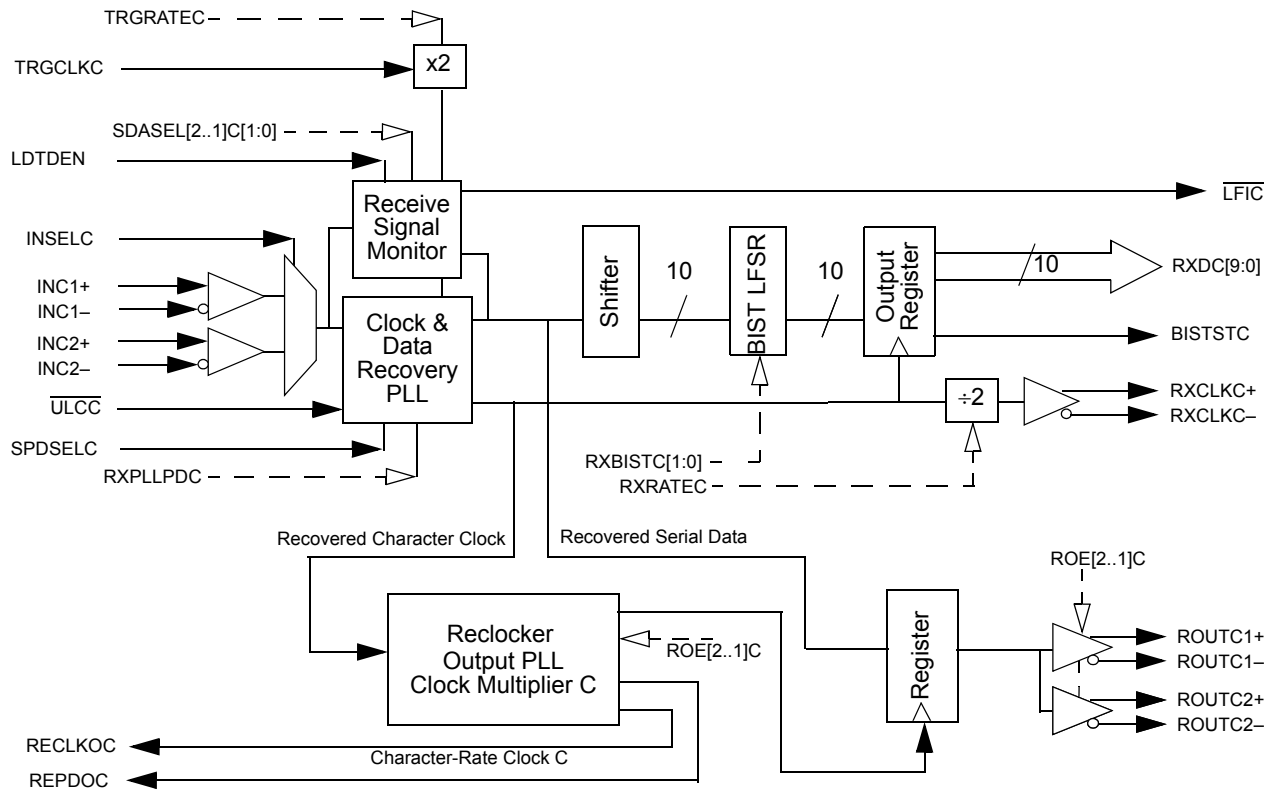 TRGRATEC
x2
TRGCLKC
SDASEL[2..1]C[1:0]
LDTDEN
Receive
Signal
Monitor
LFIC
INSELC
Shifter
10
BIST LFSR
10
Output
Register
10
RXDC[9:0]
INC1+
INC1–
INC2+
INC2–
Clock &
Data
Recovery
PLL
BISTSTC
ULCC
÷2
RXCLKC+
RXCLKC–
SPDSELC
RXPLLPDC
RXBISTC[1:0]
RXRATEC
Recovered Character Clock
Recovered Serial Data
ROE[2..1]C
Reclocker
Output PLL
Clock Multiplier C
ROE[2..1]C
Register
ROUTC1+
ROUTC1–
ROUTC2+
ROUTC2–
RECLKOC
Character-Rate Clock C
REPDOC